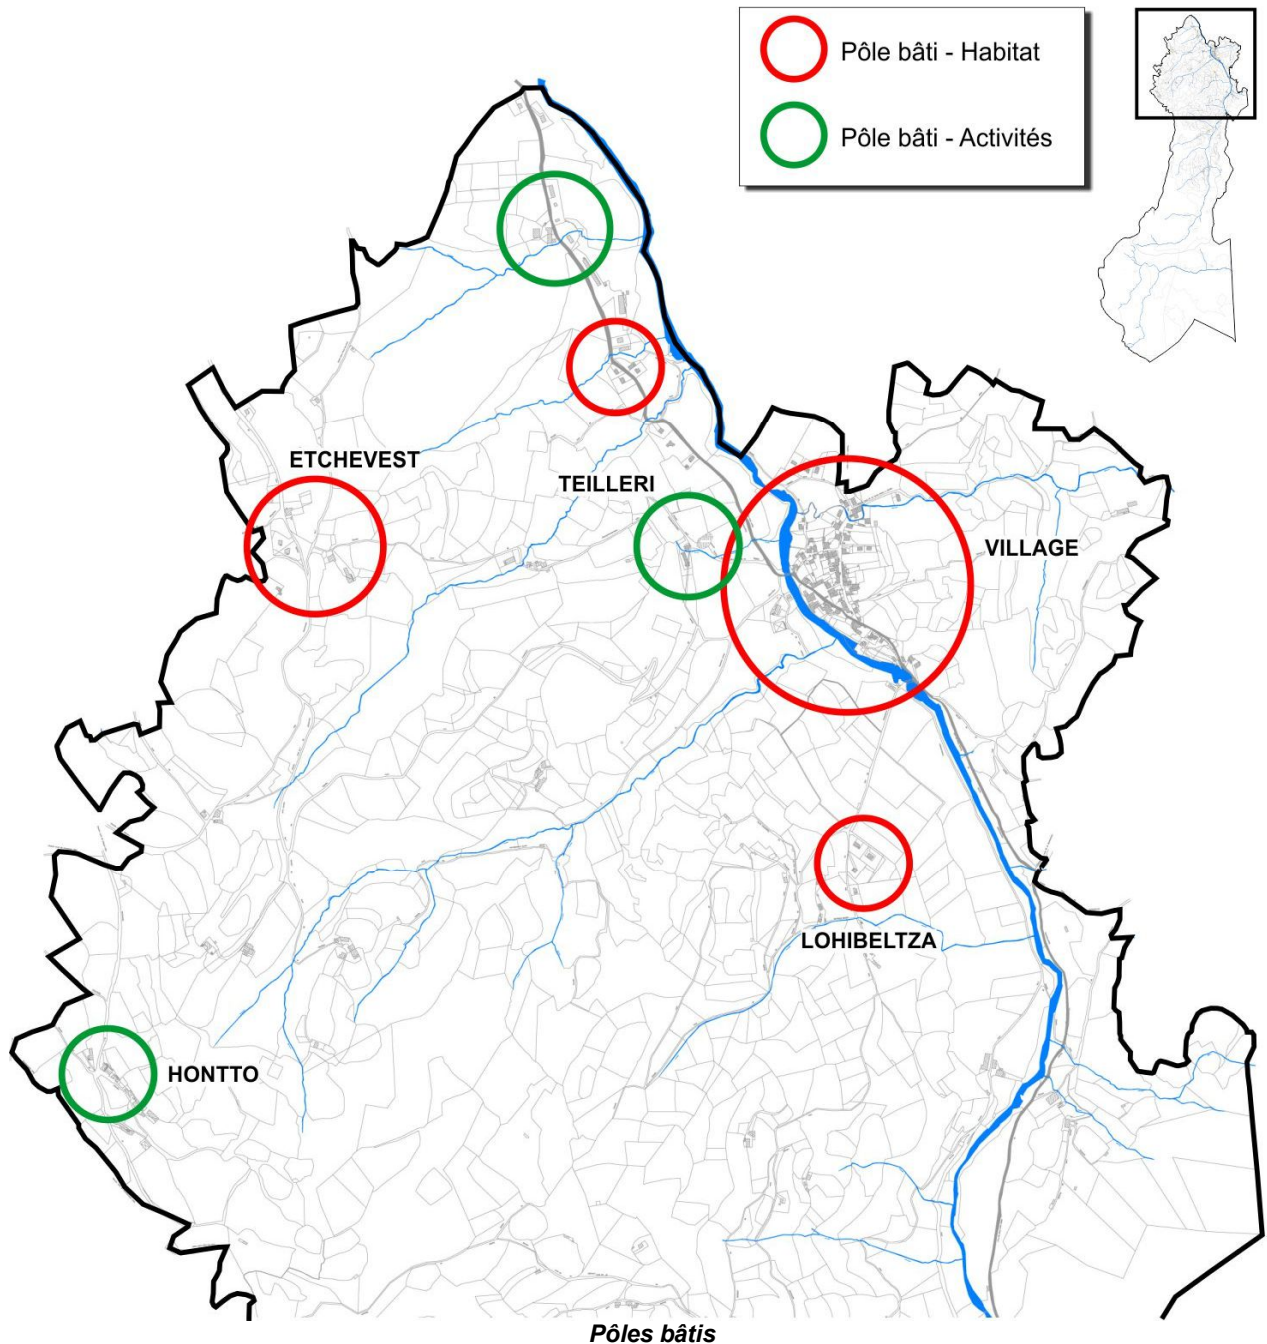 Pôle bâti - Habitat
Pôle bâti - Activités
ETCHEVEST
TEILLERI
VILLAGE
LOHIBELTZA
HONTTO
Pôles bâtis